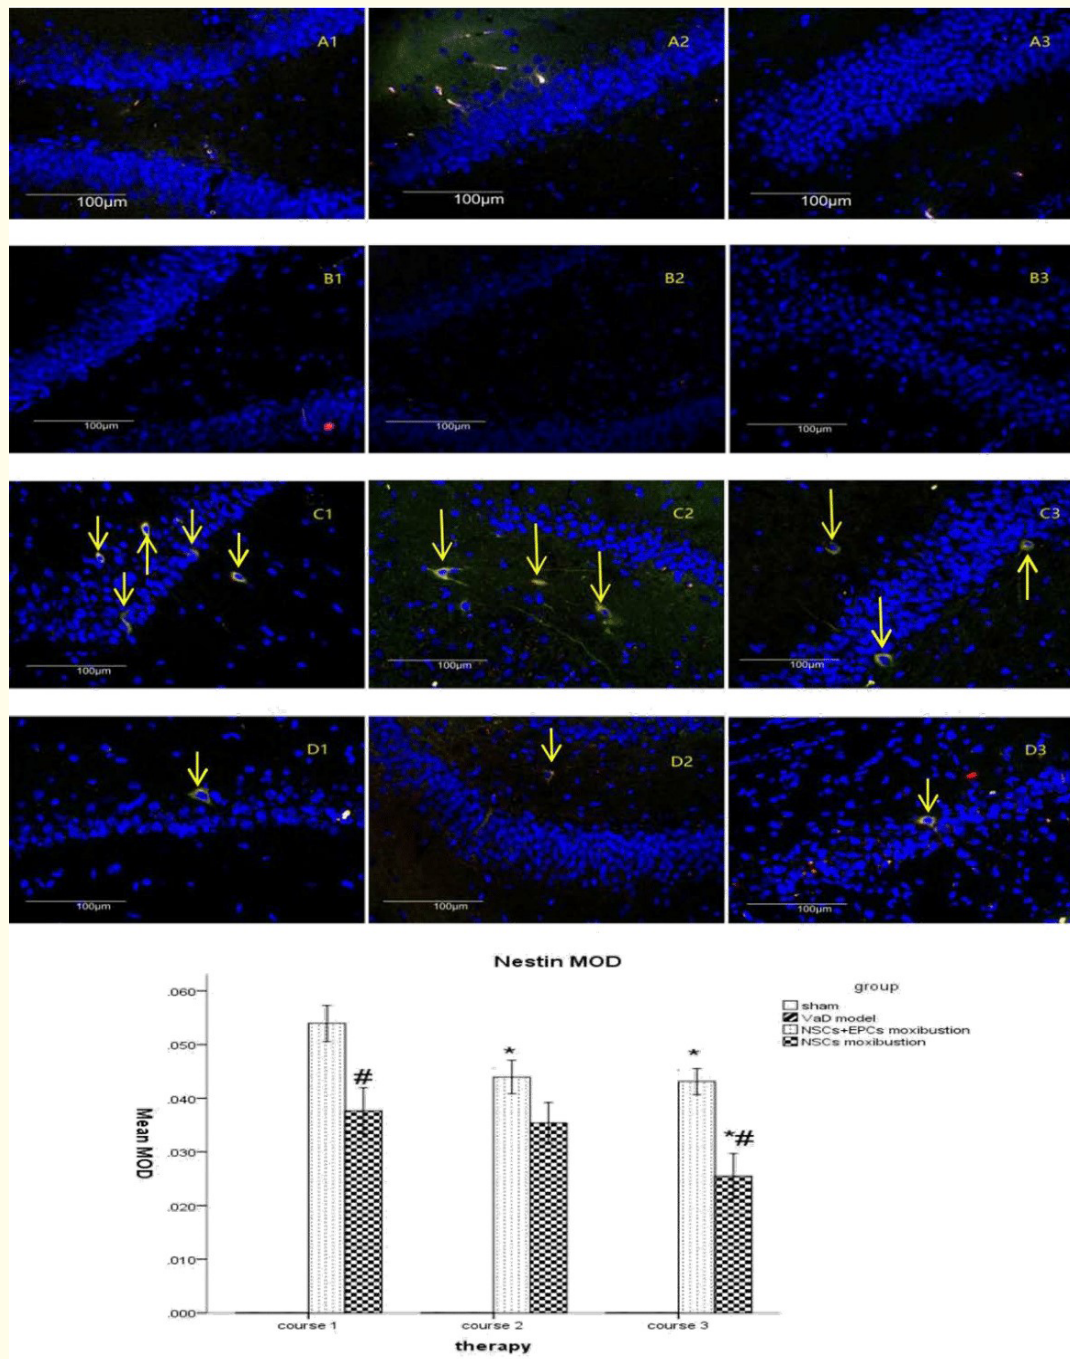 A1
A2
A3
100μm
100μm
100μm
B1
B2
B3
100μm
100μm
100μm
C1
C2
C3
100μm
100μm
100μm
D1
D2
D3
100μm
100μm
100μm
Nestin MOD
group
sham
VaD model
NSCs+EPCs moxibustion
NSCs moxibustion
Mean MOD
.060
.050
.040
.030
.020
.010
.000
#
*
*
*#
course 1
course 2
course 3
therapy